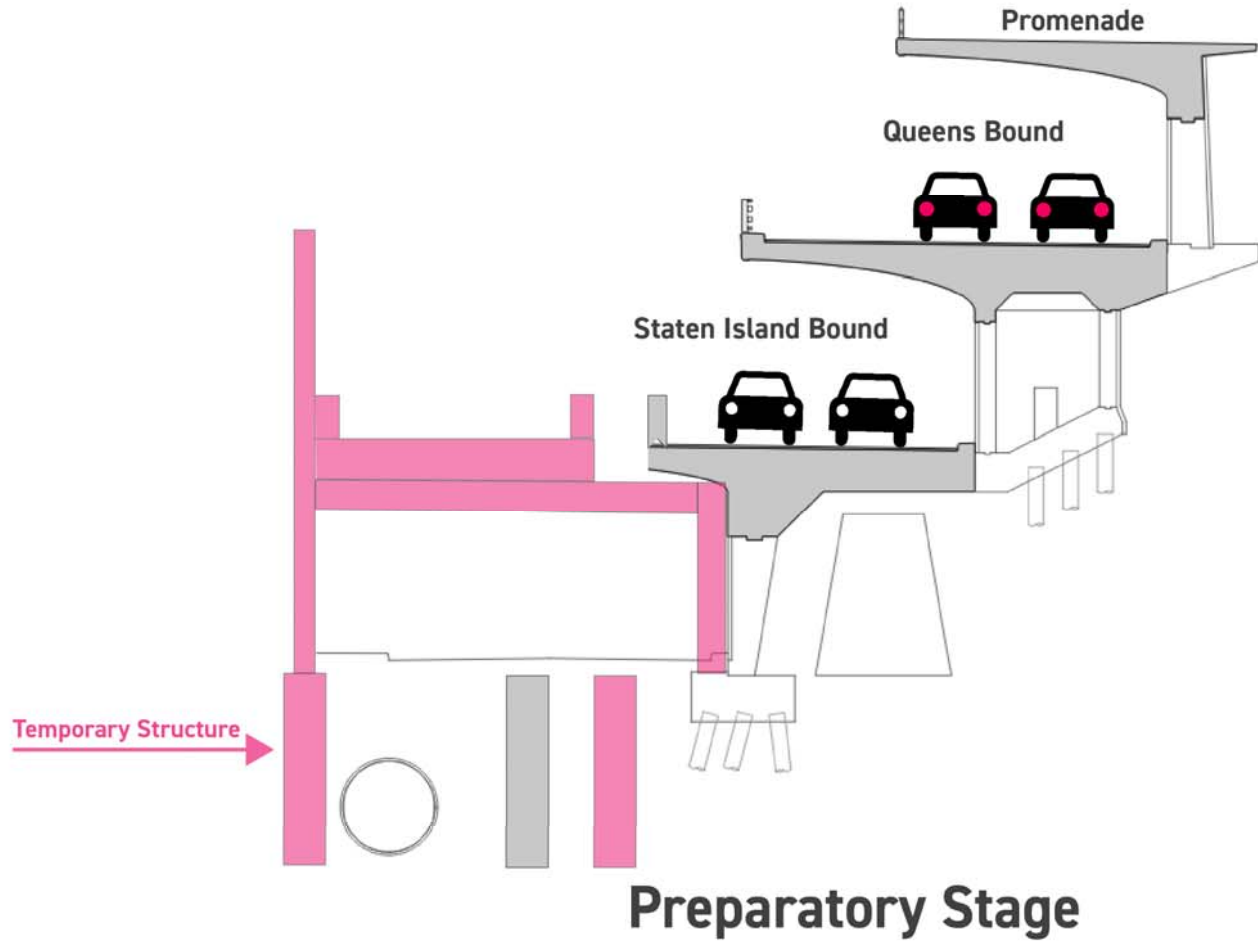 Promenade
Queens Bound
Staten Island Bound
Temporary Structure
Preparatory Stage